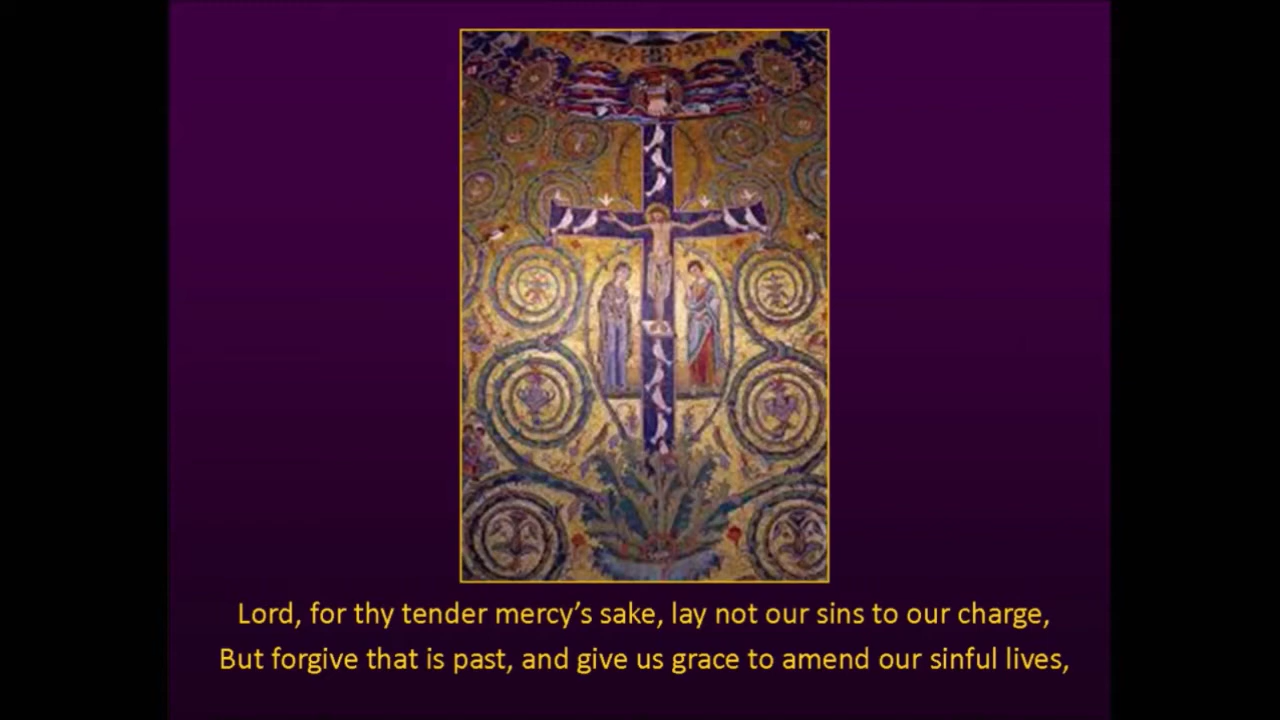 Lord, for thy tender mercy’s sake, lay not our sins to our charge,
But forgive that is past, and give us grace to amend our sinful lives,